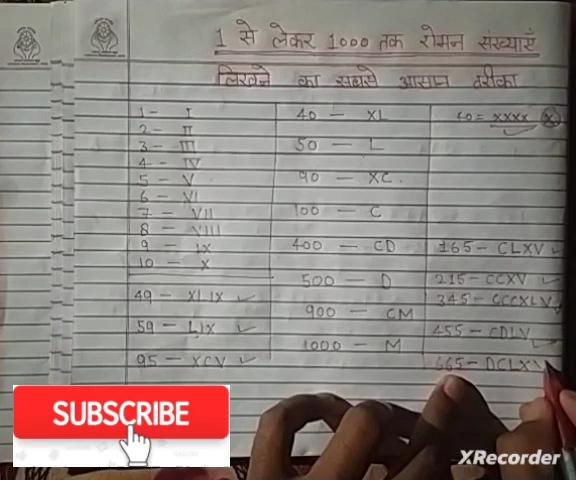 1 से लेकर 1000 तक रोमन संख्याएं
लिखने का सबसे आसान तरीका
1 - I
2 - II
3 - III
4 - IV
5 - V
6 - VI
7 - VII
8 - VIII
9 - IX
10 - X
49 - XLIX ✓
59 - LIX ✓
95 - XCV ✓
40 - XL
50 - L
90 - XC.
100 - C
400 - CD
500 - D
900 - CM
1000 - M
40 = XXXX X
165 - CLXV
215 - CCXV
345 - CCCXLV
455 - CDLV
665 - DCLXV
SUBSCRIBE
XRecorder